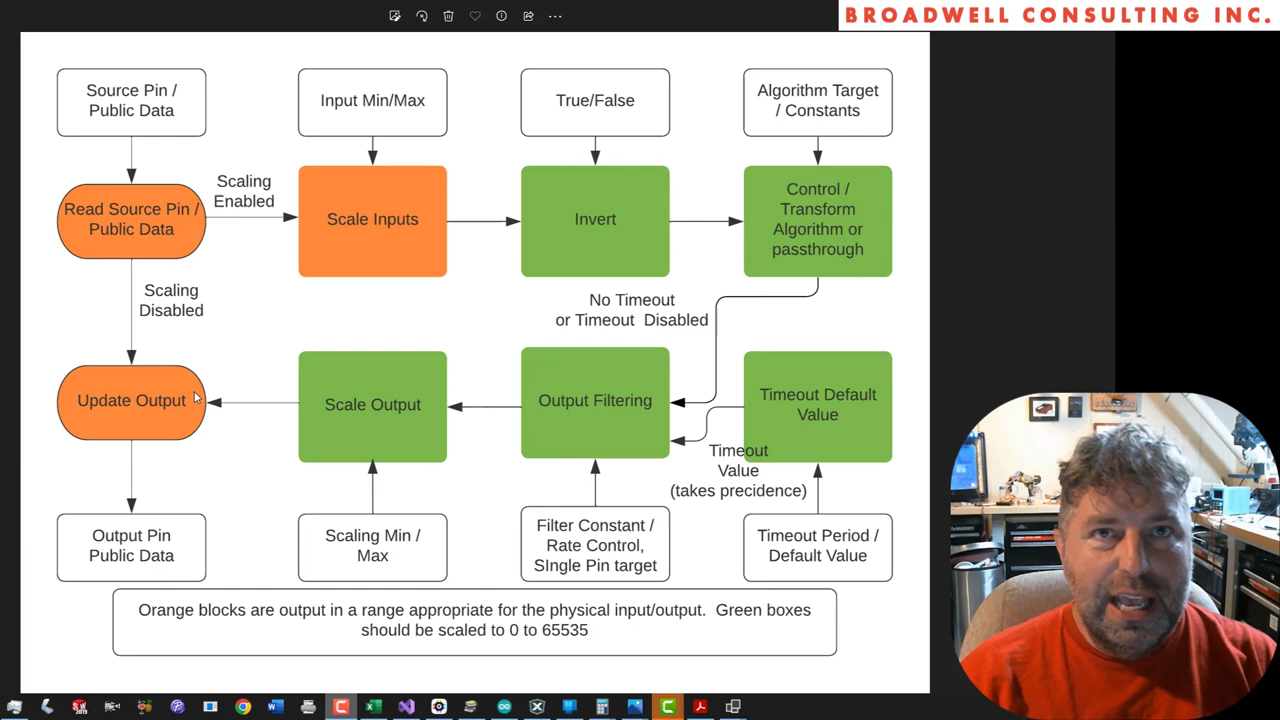 BROADWELL CONSULTING INC.
Source Pin /
Public Data
Input Min/Max
True/False
Algorithm Target
/ Constants
Read Source Pin /
Public Data
Scaling
Enabled
Scale Inputs
Invert
Control /
Transform
Algorithm or
passthrough
Scaling
Disabled
No Timeout
or Timeout Disabled
Update Output
Scale Output
Output Filtering
Timeout Default
Value
Timeout
Value
(takes precidence)
Output Pin
Public Data
Scaling Min /
Max
Filter Constant /
Rate Control,
SIngle Pin target
Timeout Period /
Default Value
Orange blocks are output in a range appropriate for the physical input/output. Green boxes
should be scaled to 0 to 65535